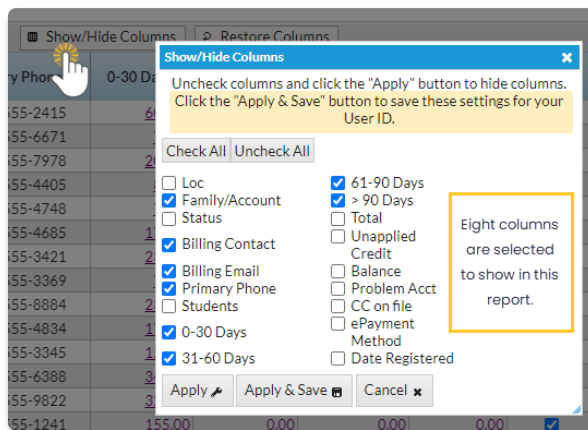 Show/Hide Columns
Restore Columns
0-30 Da
555-2415
555-6671
555-7978
555-4405
555-4748
555-4685
555-3421
555-3369
555-8884
555-4834
555-3345
555-6388
555-9822
555-1241 155.00 0.00 0.00 0.00
Show/Hide Columns
Uncheck columns and click the "Apply" button to hide columns.
Click the "Apply & Save" button to save these settings for your
User ID.
Check All Uncheck All
Loc
Family/Account
Status
Billing Contact
Billing Email
Primary Phone
Students
0-30 Days
31-60 Days
61-90 Days
> 90 Days
Total
Unapplied
Credit
Balance
Problem Acct
CC on file
ePayment
Method
Date Registered
Eight columns
are selected
to show in this
report.
Apply Apply & Save Cancel